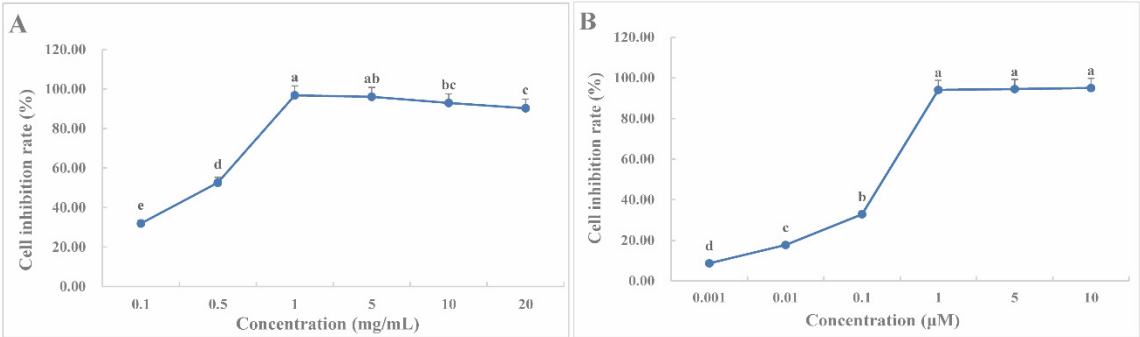 A
Cell inhibition rate (%)
120.00
100.00
80.00
60.00
40.00
20.00
0.00
e
d
a
ab
bc
c
0.1 0.5 1 5 10 20
Concentration (mg/mL)
B
Cell inhibition rate (%)
120.00
100.00
80.00
60.00
40.00
20.00
0.00
d
c
b
a
a
a
0.001 0.01 0.1 1 5 10
Concentration (μM)